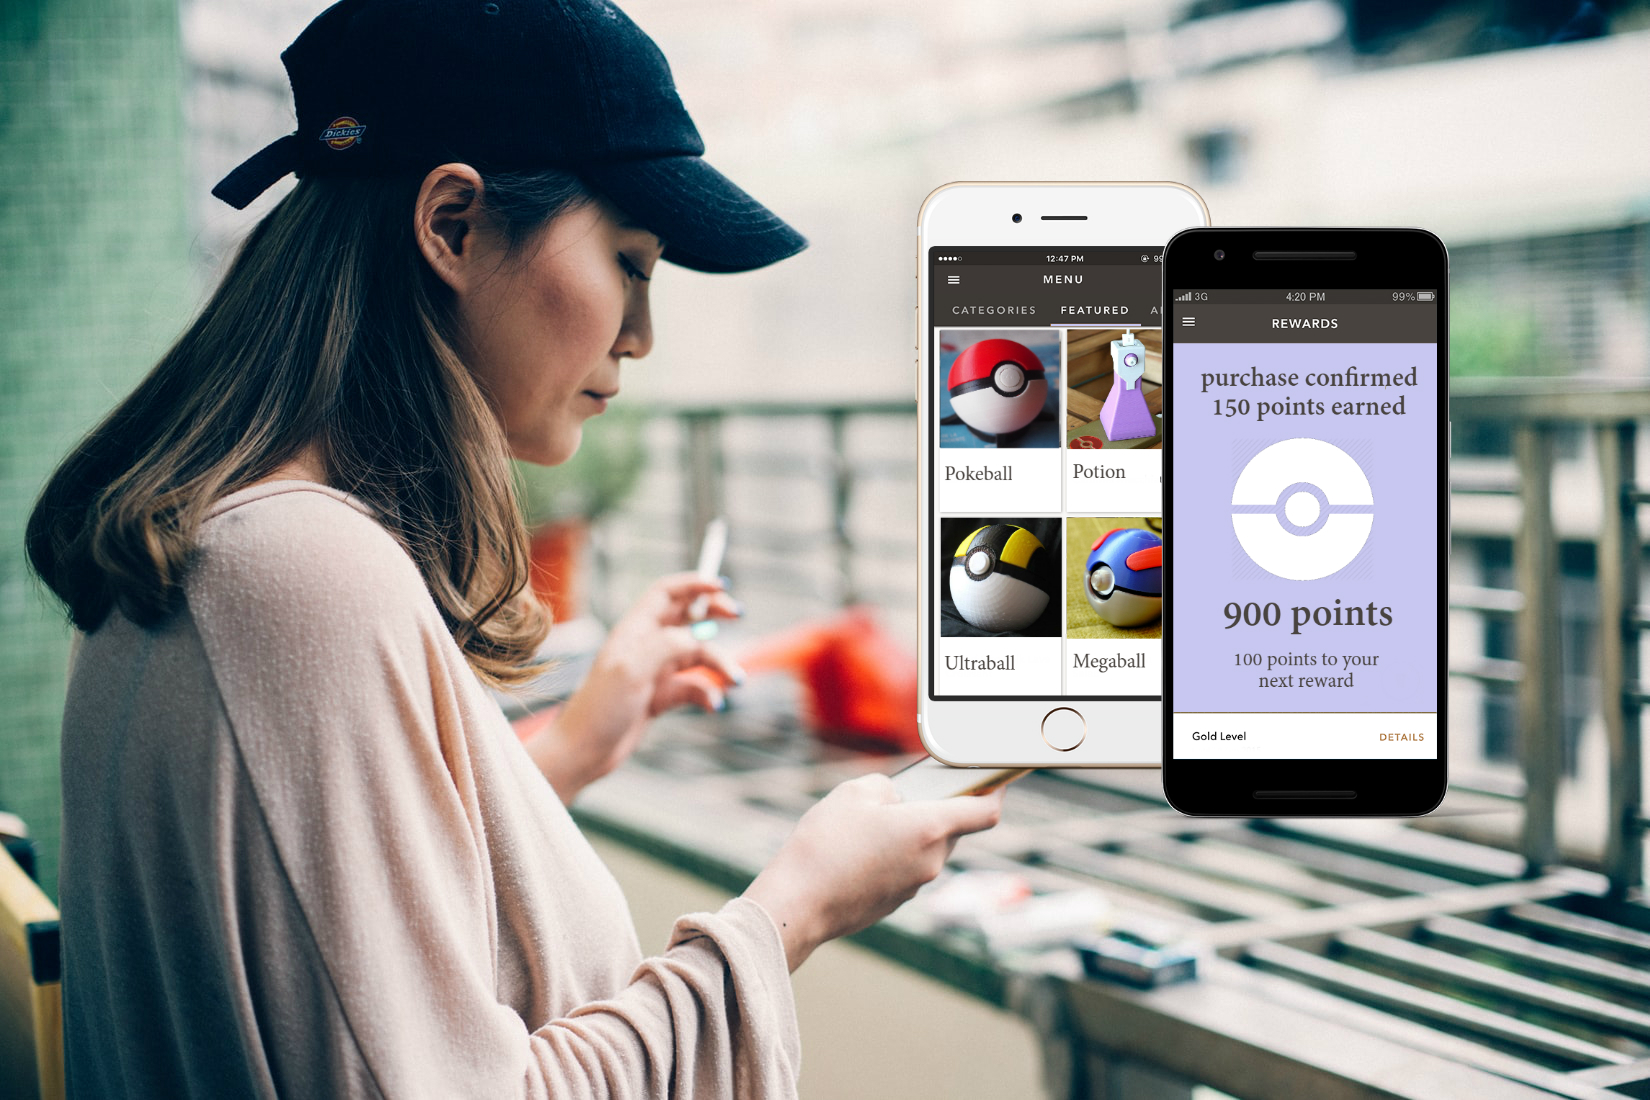 Dickies
12:47 PM
99
MENU
CATEGORIES FEATURED
Pokeball
Potion
Ultraball
Megaball
3G 4:20 PM 99%
REWARDS
purchase confirmed
150 points earned
900 points
100 points to your
next reward
Gold Level DETAILS